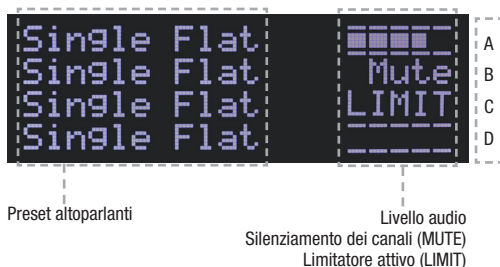 Single Flat A
Single Flat Mute B
Single Flat LIMIT C
Single Flat D
Preset altoparlanti
Livello audio
Silenziamento dei canali (MUTE)
Limitatore attivo (LIMIT)